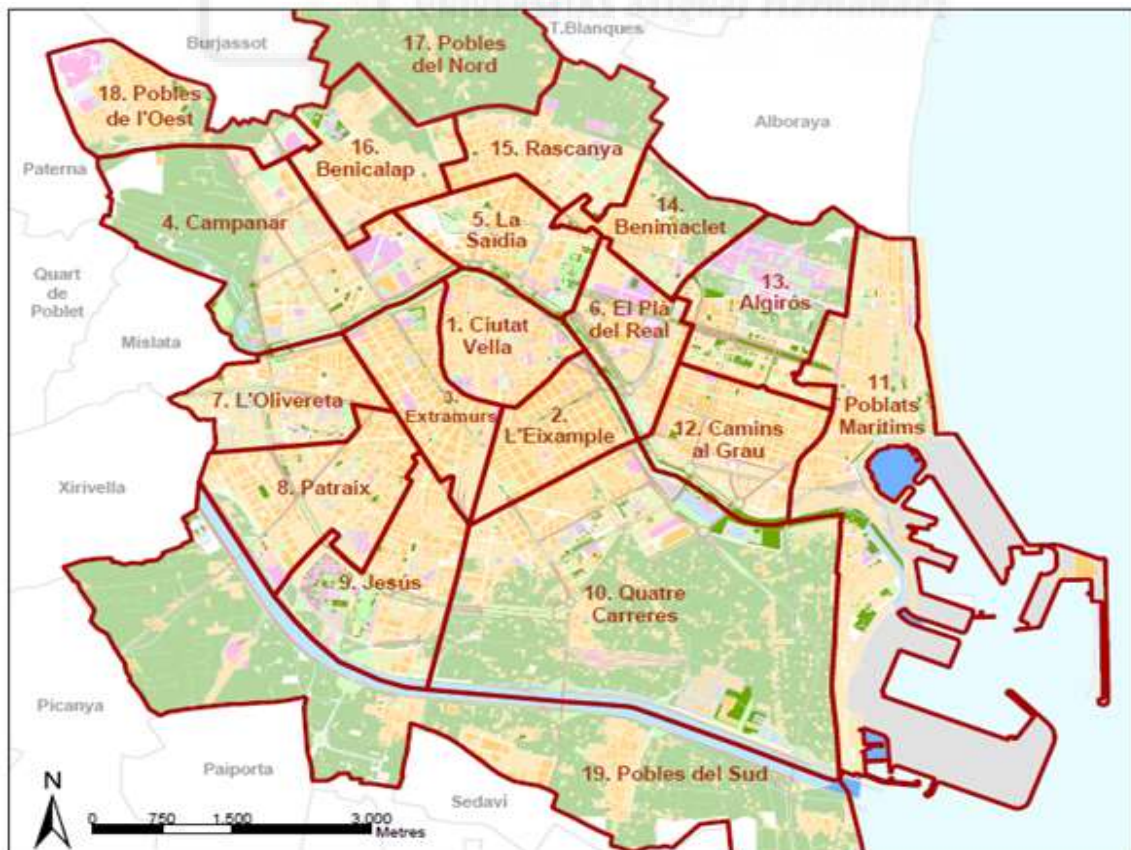 Universitas Miguel Hernández
Burjassot
T.Blanques
17. Pobles
del Nord
18. Pobles
de l'Oest
Alboraya
16.
Benicalap
15. Rascanya
Paterna
4. Campanar
5. La
Saïdia
14.
Benimaclet
Quart
de
Poblet
13.
Algirós
6. El Pla
del Real
1. Ciutat
Vella
Mislata
7. L'Olivereta
3.
Extramurs
2.
L'Eixample
11.
Poblats
Marítims
12. Camins
al Grau
Xirivella
8. Patraix
9. Jesús
10. Quatre
Carreres
Picanya
Paiporta
19. Pobles del Sud
Sedaví
N
0 750 1.500 3.000
Metres